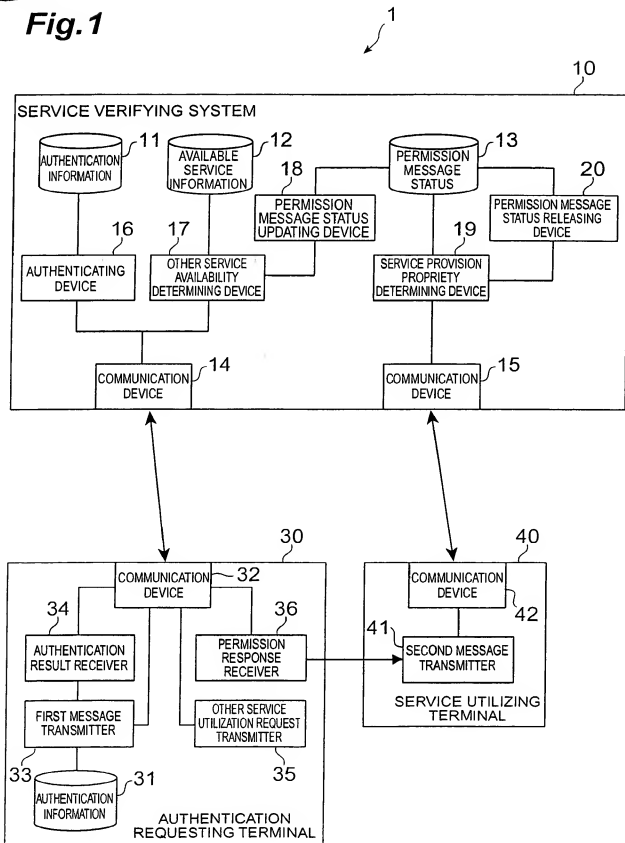 Fig.1
1
10
SERVICE VERIFYING SYSTEM
11
AUTHENTICATION
INFORMATION
12
AVAILABLE
SERVICE
INFORMATION
13
PERMISSION
MESSAGE
STATUS
18
PERMISSION
MESSAGE STATUS
UPDATING DEVICE
20
PERMISSION MESSAGE
STATUS RELEASING
DEVICE
16
AUTHENTICATING
DEVICE
17
OTHER SERVICE
AVAILABILITY
DETERMINING DEVICE
19
SERVICE PROVISION
PROPRIETY
DETERMINING DEVICE
14
COMMUNICATION
DEVICE
15
COMMUNICATION
DEVICE
30
COMMUNICATION
DEVICE
32
34
AUTHENTICATION
RESULT RECEIVER
36
PERMISSION
RESPONSE
RECEIVER
FIRST MESSAGE
TRANSMITTER
33
OTHER SERVICE
UTILIZATION REQUEST
TRANSMITTER
35
31
AUTHENTICATION
INFORMATION
AUTHENTICATION
REQUESTING TERMINAL
40
COMMUNICATION
DEVICE
42
41
SECOND MESSAGE
TRANSMITTER
SERVICE UTILIZING
TERMINAL